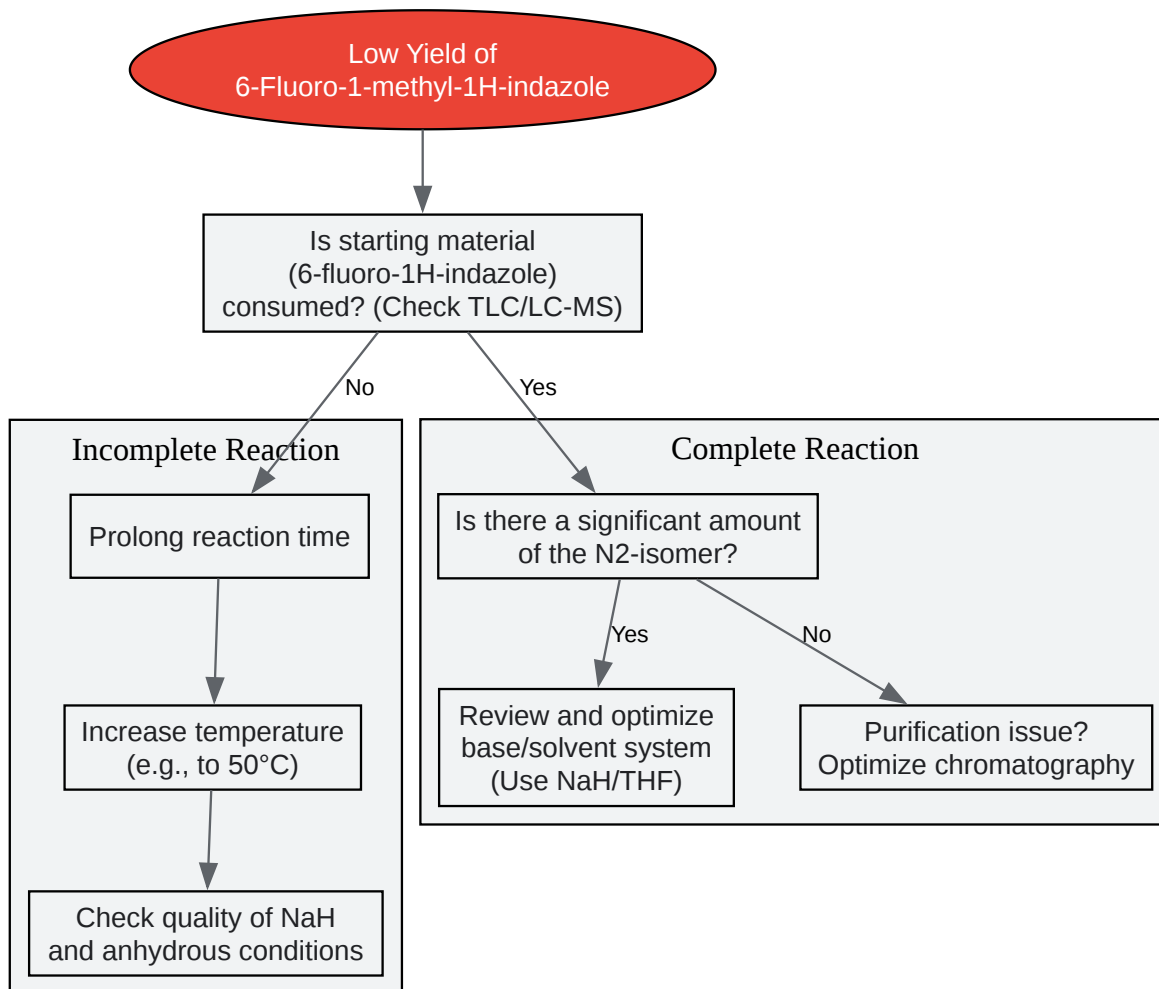 Low Yield of
6-Fluoro-1-methyl-1H-indazole
Is starting material
(6-fluoro-1H-indazole)
consumed? (Check TLC/LC-MS)
No
Yes
Incomplete Reaction
Prolong reaction time
Increase temperature
(e.g., to 50°C)
Check quality of NaH
and anhydrous conditions
Complete Reaction
Is there a significant amount
of the N2-isomer?
Yes
No
Review and optimize
base/solvent system
(Use NaH/THF)
Purification issue?
Optimize chromatography